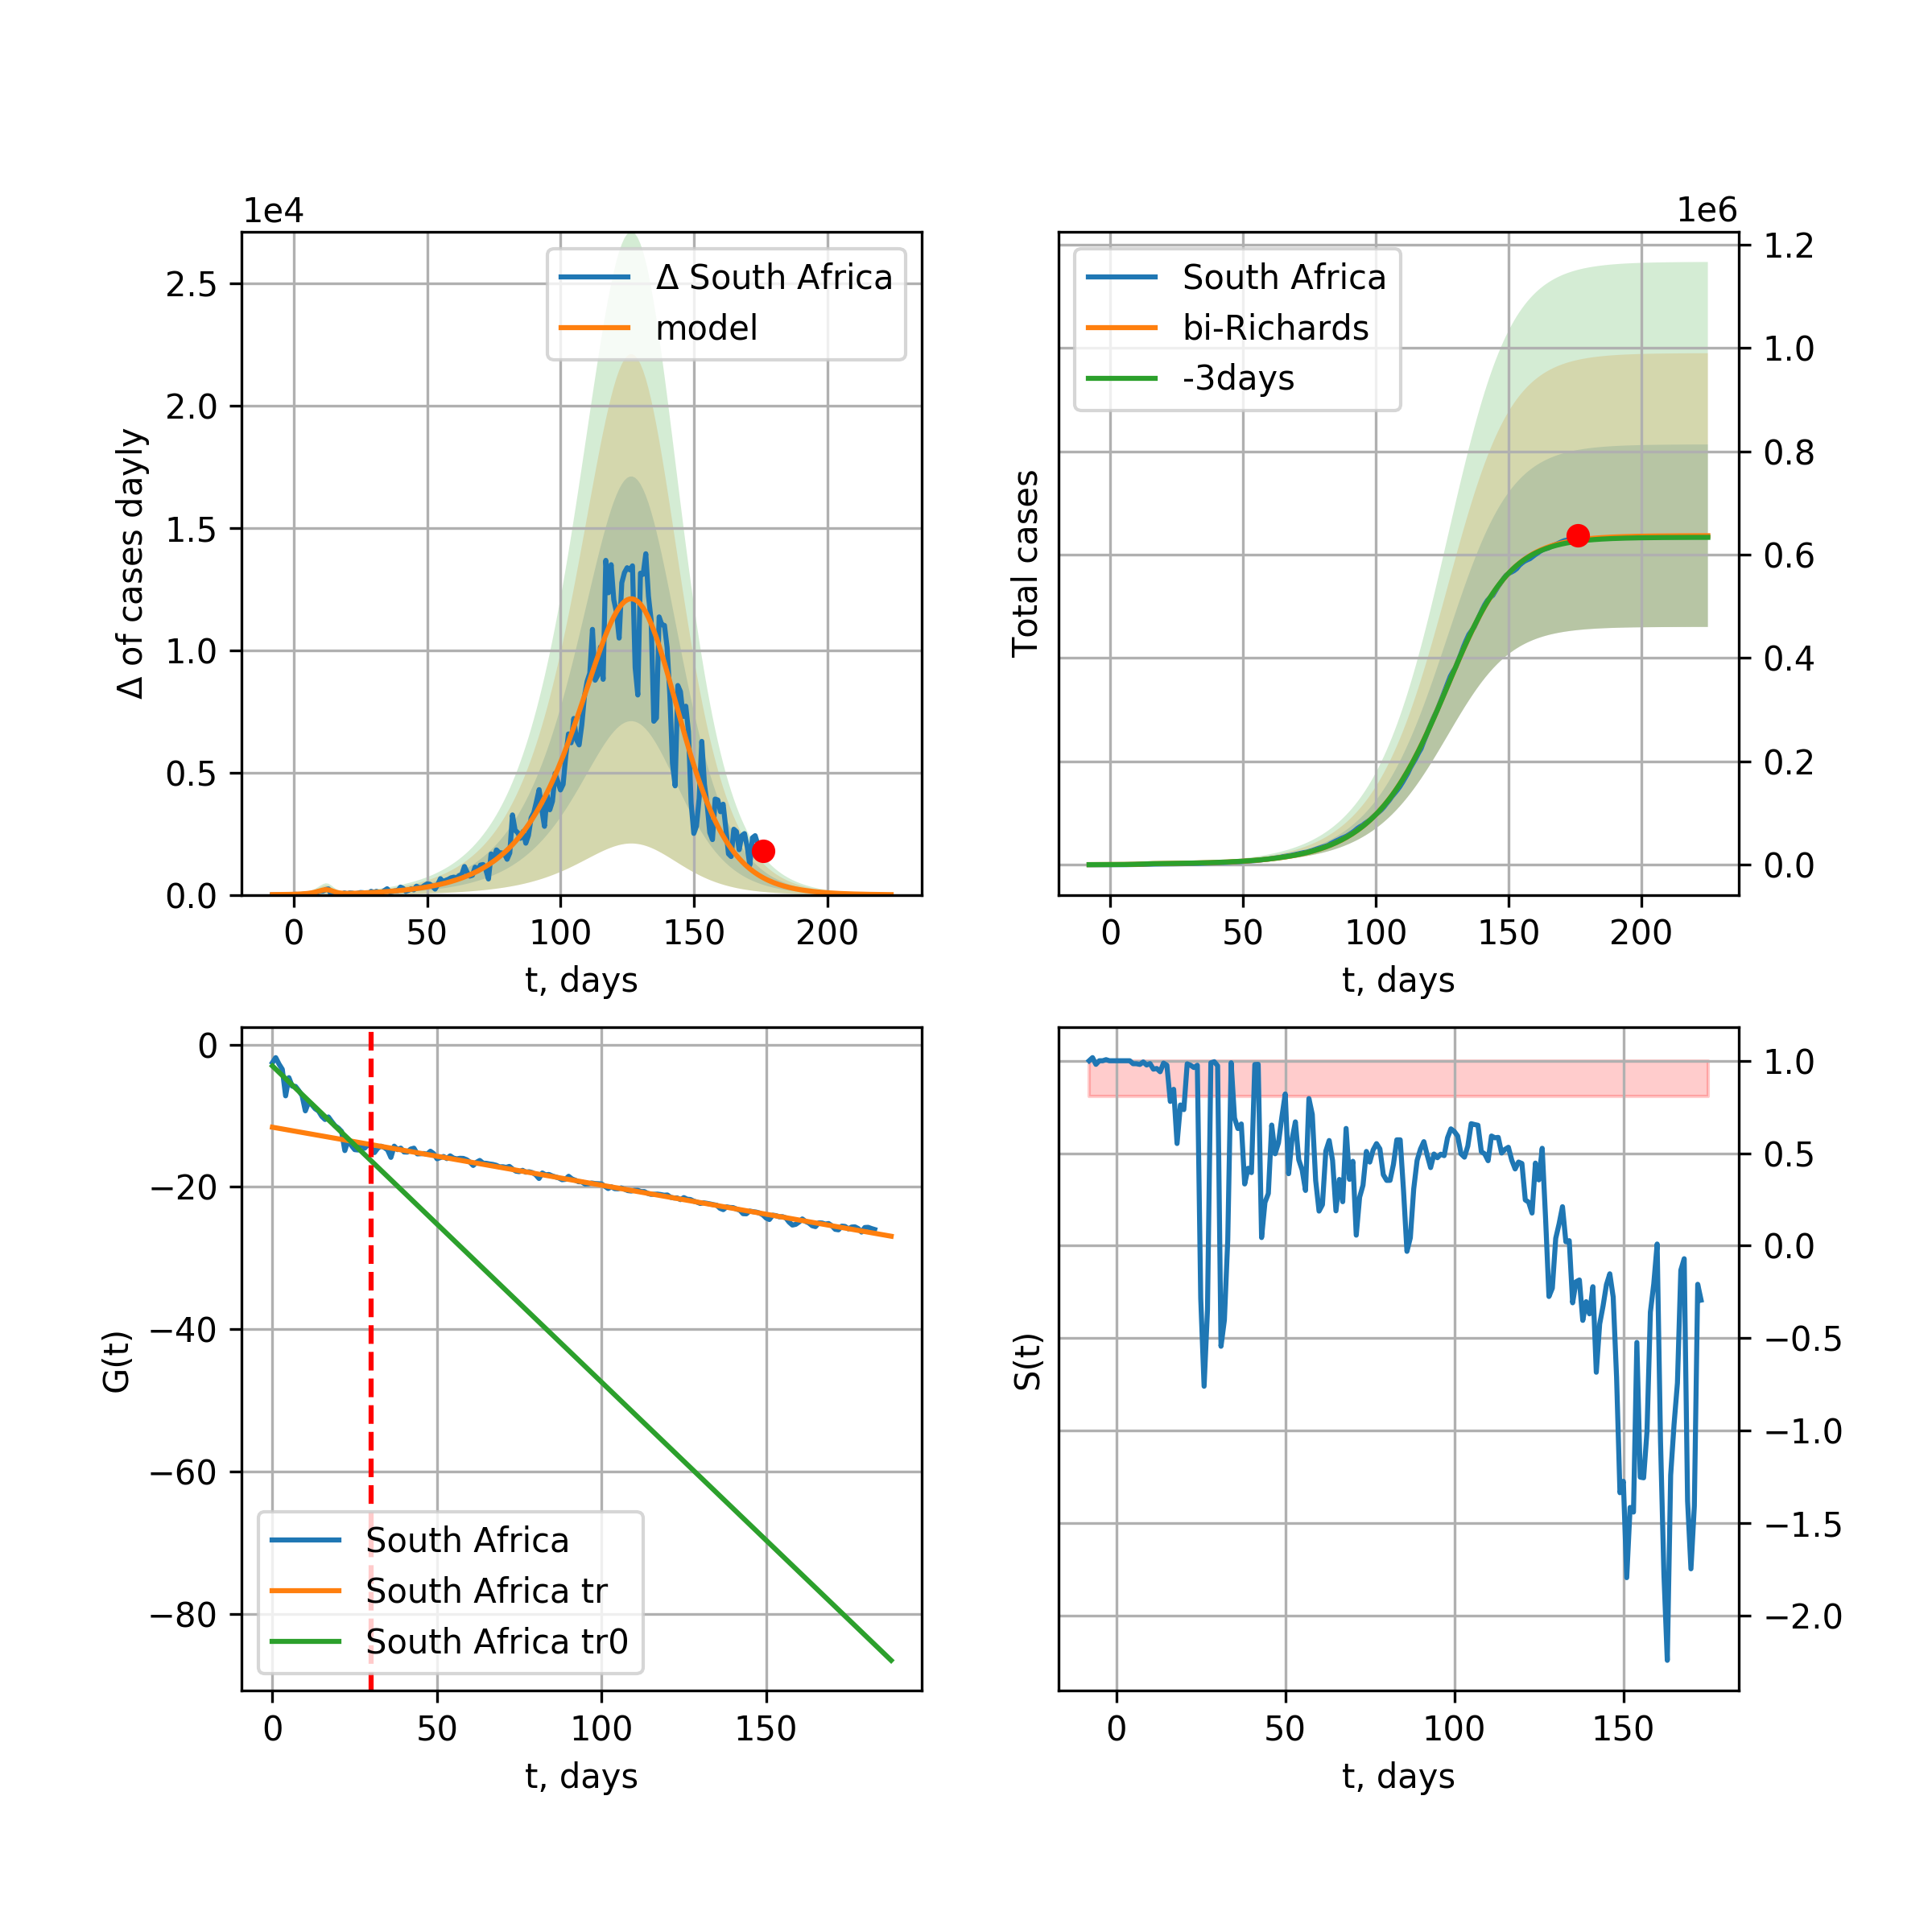 1e4
Δ of cases dayly
2.5
2.0
1.5
1.0
0.5
0.0
Δ South Africa
model
0 50 100 150 200
t, days
1e6
Total cases
South Africa
bi-Richards
-3days
1.2
1.0
0.8
0.6
0.4
0.2
0.0
0 50 100 150 200
t, days
G(t)
0
−20
−40
−60
−80
South Africa
South Africa tr
South Africa tr0
0 50 100 150
t, days
S(t)
1.0
0.5
0.0
−0.5
−1.0
−1.5
−2.0
0 50 100 150
t, days